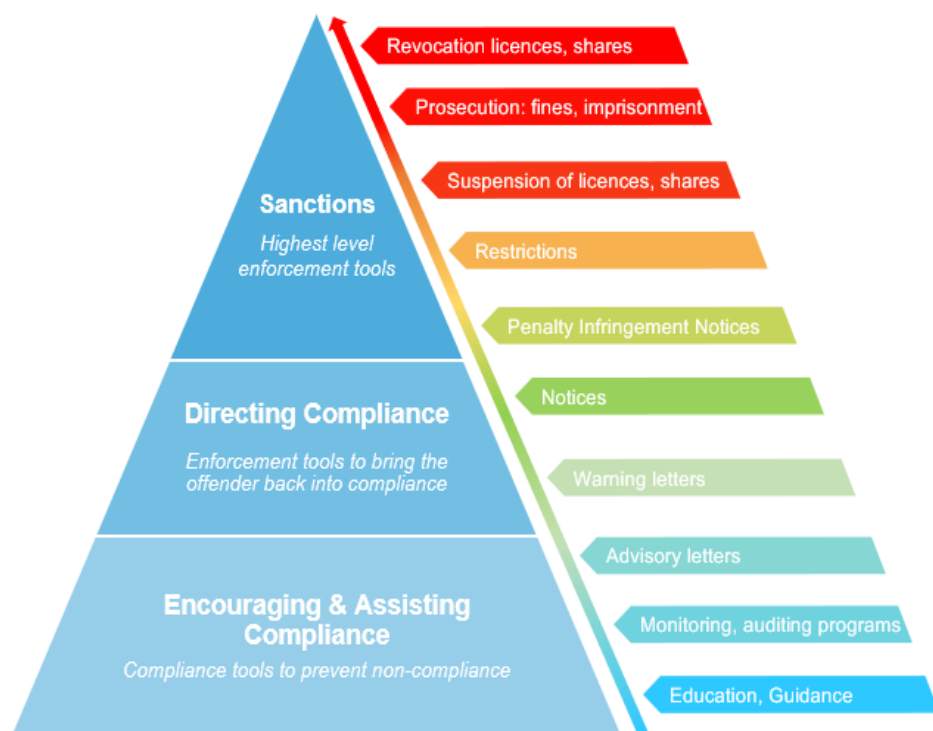 Revocation licences, shares
Prosecution: fines, imprisonment
Suspension of licences, shares
Sanctions
Highest level
enforcement tools
Restrictions
Penalty Infringement Notices
Notices
Directing Compliance
Enforcement tools to bring the
offender back into compliance
Warning letters
Advisory letters
Encouraging & Assisting
Compliance
Compliance tools to prevent non-compliance
Monitoring, auditing programs
Education, Guidance